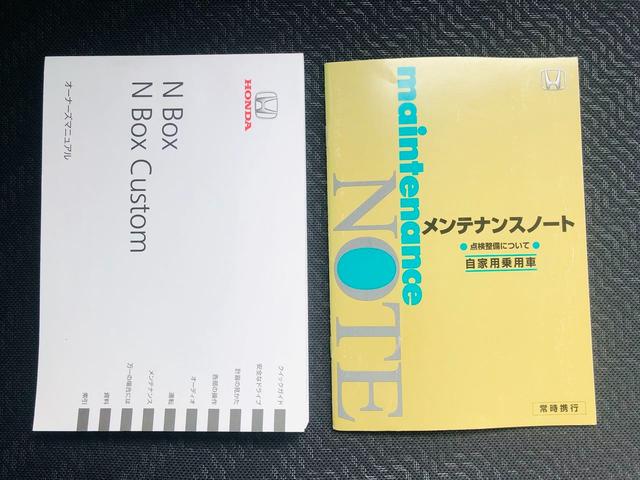 HONDA
N Box
N Box Custom
オーナーズマニュアル
クイックガイド
安全なドライブ
計器の見かた
各部の操作
オーディオ
運転
メンテナンス
万一の場合には
資料
索引
maintenance
NOTE
メンテナンスノート
点検整備について
自家用乗用車
常時携行